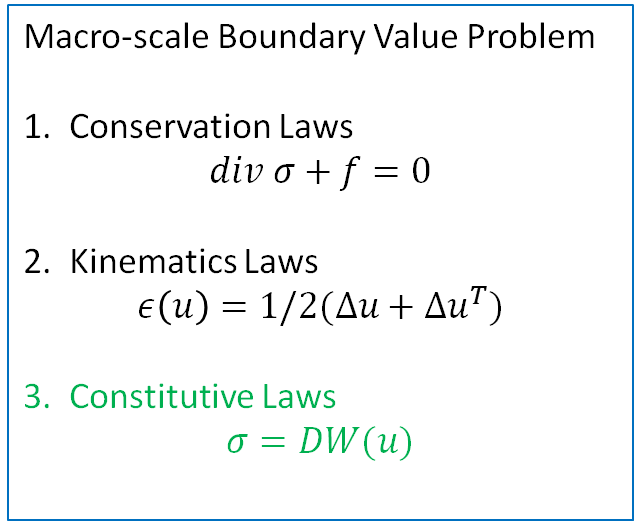 Macro-scale Boundary Value Problem
1. Conservation Laws
div σ + f = 0
2. Kinematics Laws
ϵ(u) = 1/2(Δu + Δuᵀ)
3. Constitutive Laws
σ = DW(u)